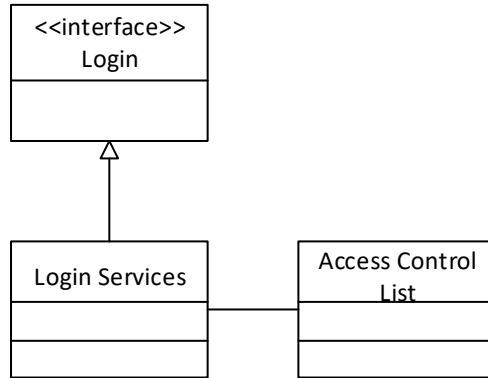 <<interface>>
Login
Login Services
Access Control
List